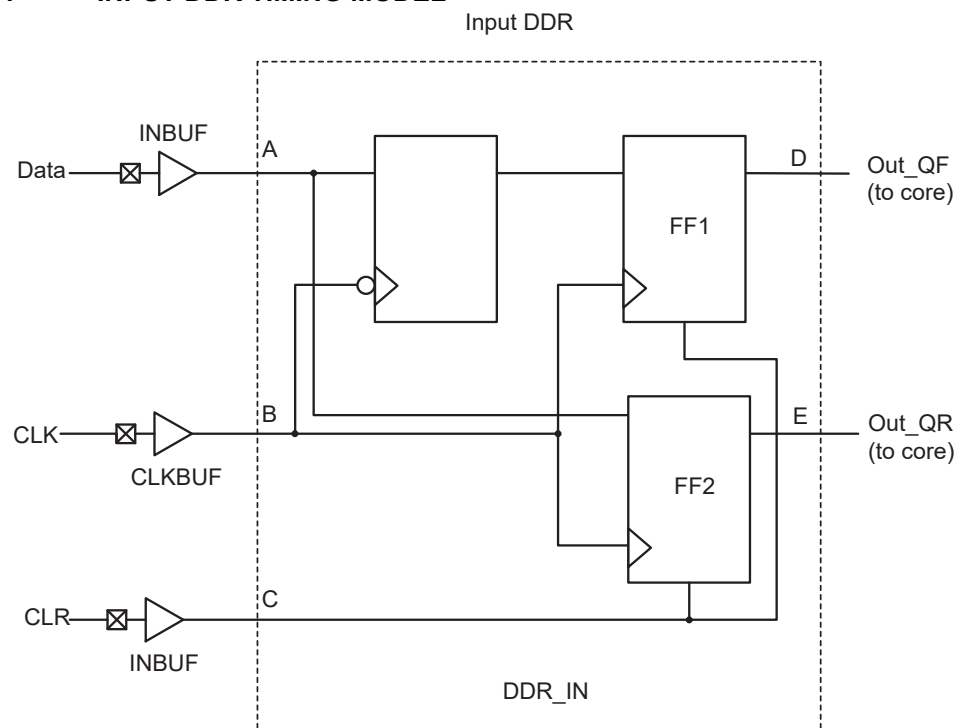 INPUT DDR TIMING MODEL
Input DDR
INBUF
A
D
Data
Out_QF
(to core)
FF1
B
E
CLK
Out_QR
(to core)
CLKBUF
FF2
C
CLR
INBUF
DDR_IN